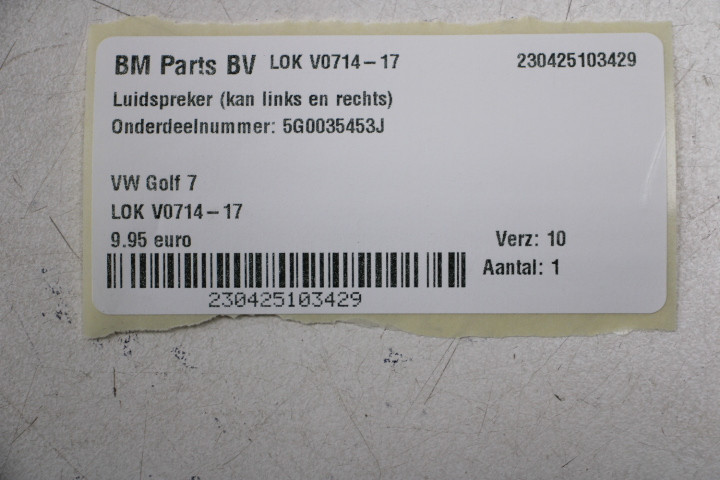 BM Parts BV LOK V0714-17 230425103429
Luidspreker (kan links en rechts)
Onderdeelnummer: 5G0035453J
VW Golf 7
LOK V0714-17
9.95 euro Verz: 10
Aantal: 1
230425103429